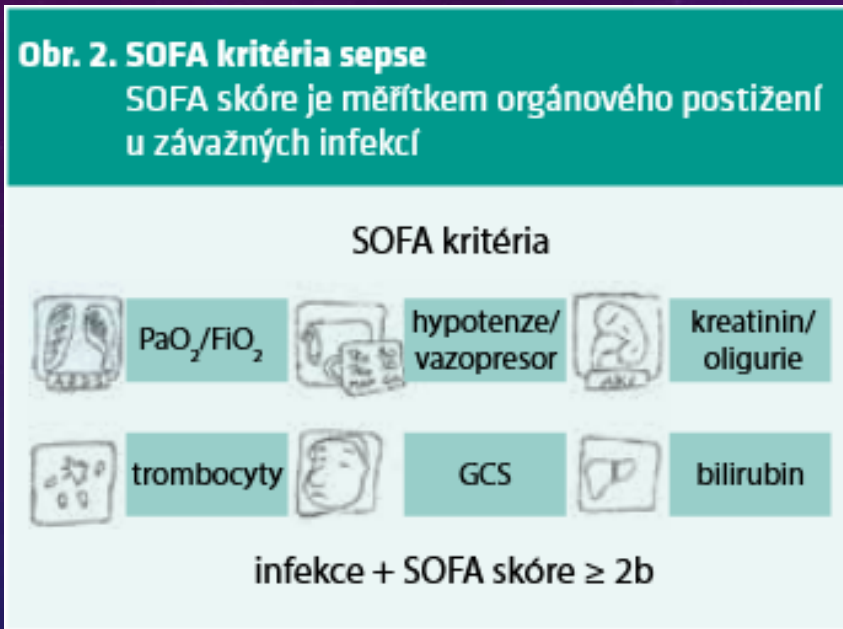 Obr. 2. SOFA kritéria sepse
SOFA skóre je měřítkem orgánového postižení
u závažných infekcí
SOFA kritéria
PaO₂/FiO₂
hypotenze/
vazopresor
kreatinin/
oligurie
ARDS
AKI
trombocyty
GCS
bilirubin
infekce + SOFA skóre ≥ 2b